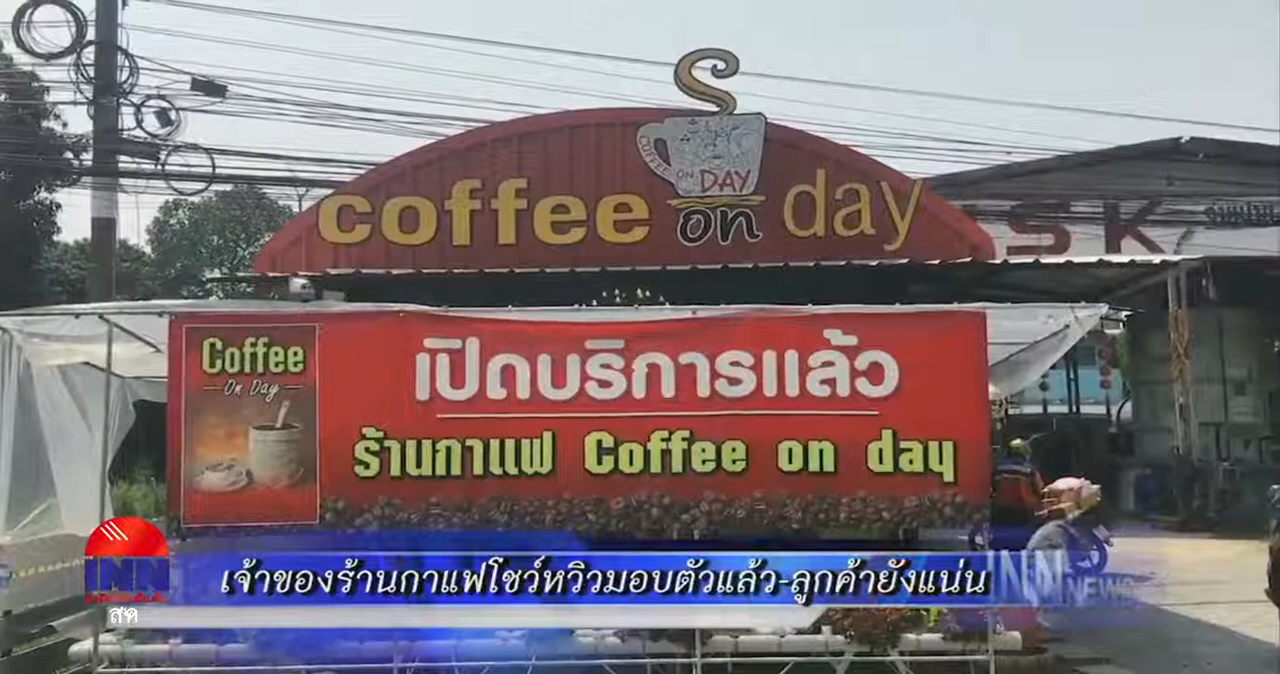 COFFEE ON DAY
coffee on day
SK
Coffee
On Day
เปิดบริการแล้ว
ร้านกาแฟ Coffee on day
INN
เจ้าของร้านกาแฟโชว์หวิวมอบตัวแล้ว-ลูกค้ายังแน่น
INN NEWS
สด